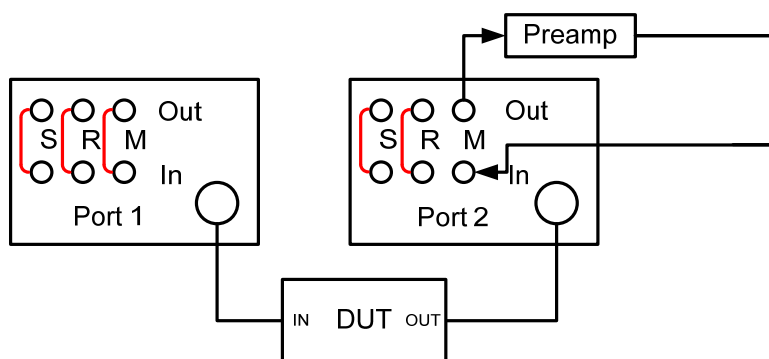 Preamp
S R M Out
In
Port 1
S R M Out
In
Port 2
IN DUT OUT